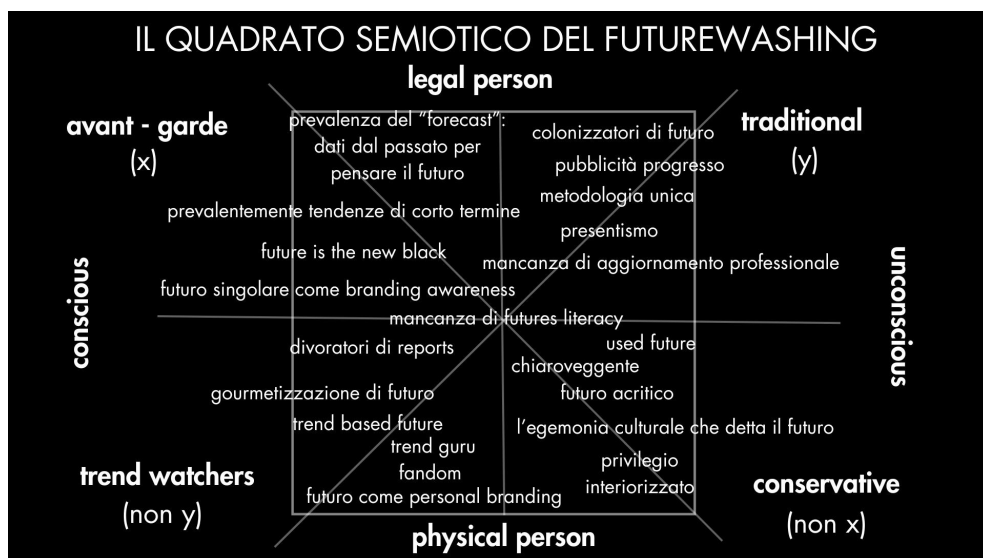 IL QUADRATO SEMIOTICO DEL FUTUREWASHING
legal person
avant - garde
(x)
traditional
(y)
prevalenza del “forecast”:
dati dal passato per
pensare il futuro
prevalentemente tendenze di corto termine
future is the new black
futuro singolare come branding awareness
colonizzatori di futuro
pubblicità progresso
metodologia unica
presentismo
mancanza di aggiornamento professionale
conscious
unconscious
mancanza di futures literacy
divoratori di reports
gourmetizzazione di futuro
trend based future
trend guru
fandom
futuro come personal branding
used future
chiaroveggente
futuro acritico
l’egemonia culturale che detta il futuro
privilegio
interiorizzato
trend watchers
(non y)
conservative
(non x)
physical person